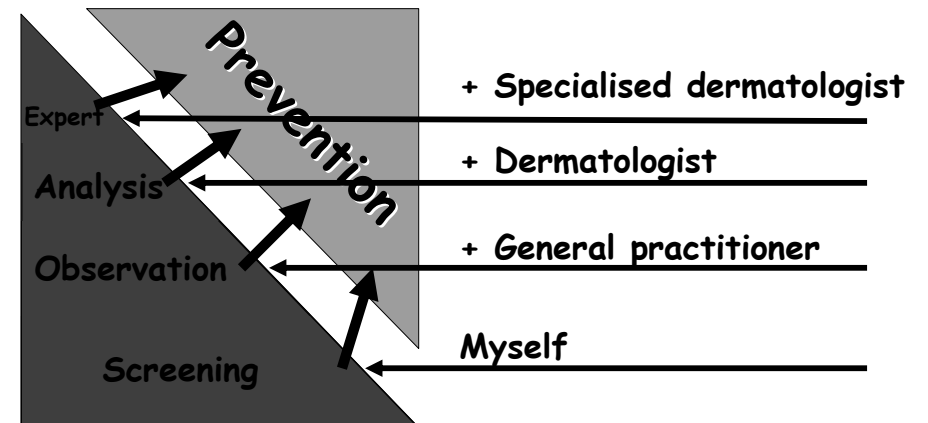 Prevention
+ Specialised dermatologist
Expert
+ Dermatologist
Analysis
+ General practitioner
Observation
Myself
Screening